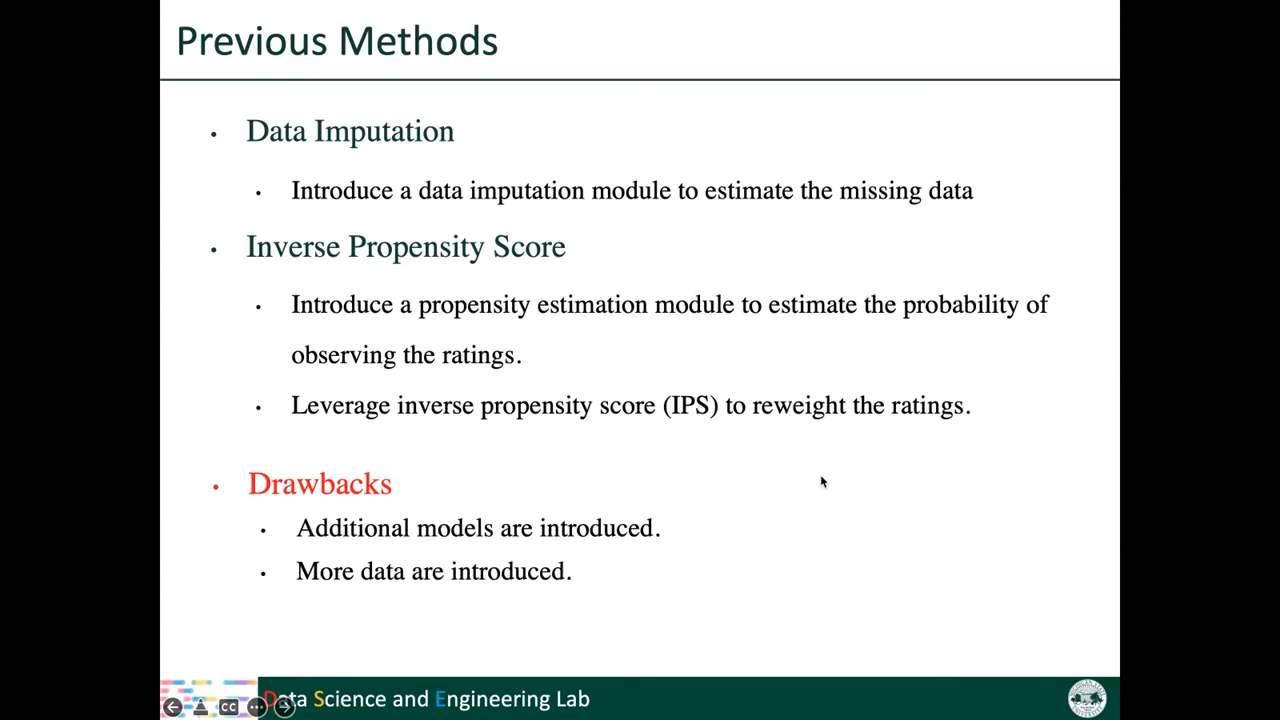 Previous Methods
• Data Imputation
• Introduce a data imputation module to estimate the missing data
• Inverse Propensity Score
• Introduce a propensity estimation module to estimate the probability of
observing the ratings.
• Leverage inverse propensity score (IPS) to reweight the ratings.
• Drawbacks
• Additional models are introduced.
• More data are introduced.
CC
Data Science and Engineering Lab